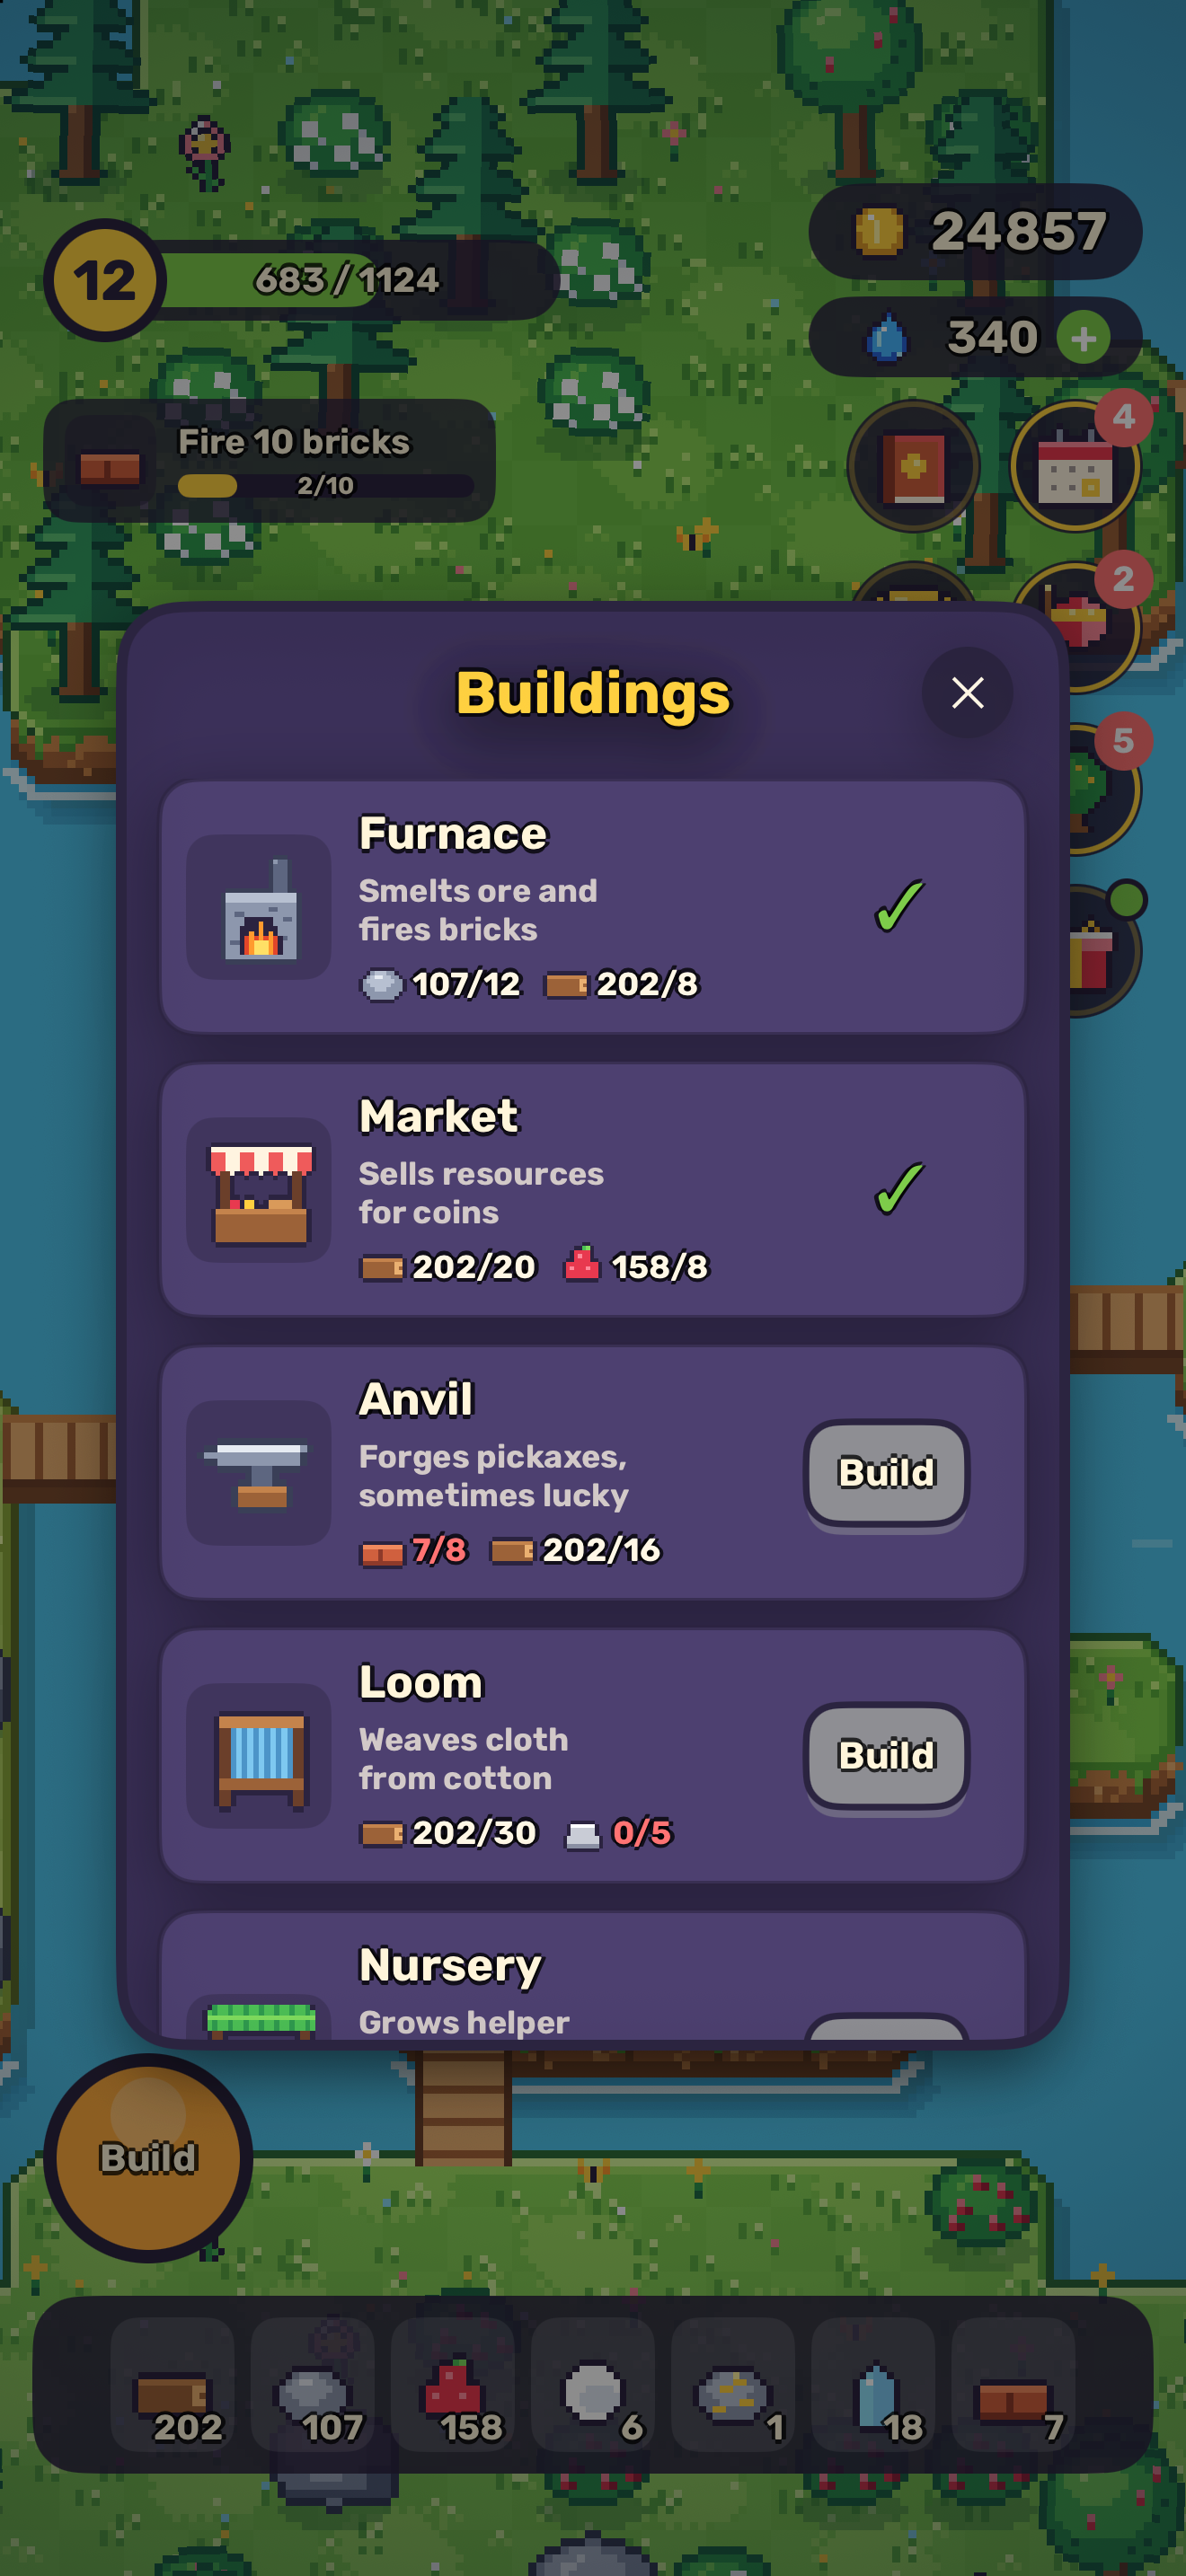 24857
12
683 / 1124
340
+
4
Fire 10 bricks
2/10
2
Buildings
5
Furnace
Smelts ore and
fires bricks
107/12 202/8
Market
Sells resources
for coins
202/20 158/8
Anvil
Forges pickaxes,
sometimes lucky
Build
7/8 202/16
Loom
Weaves cloth
from cotton
Build
202/30 0/5
Nursery
Grows helper
Build
202 107 158 6 1 18 7